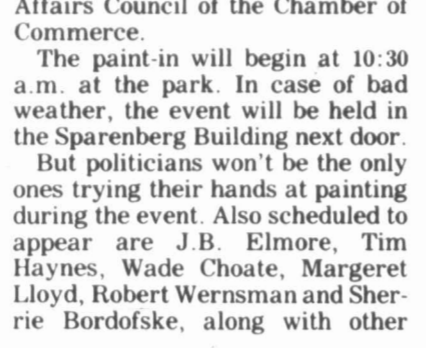 Affairs Council of the Chamber of
Commerce.
The paint-in will begin at 10:30
a.m. at the park. In case of bad
weather, the event will be held in
the Sparenberg Building next door.
But politicians won't be the only
ones trying their hands at painting
during the event. Also scheduled to
appear are J.B. Elmore, Tim
Haynes, Wade Choate, Margeret
Lloyd, Robert Wernsman and Sher-
rie Bordofske, along with other